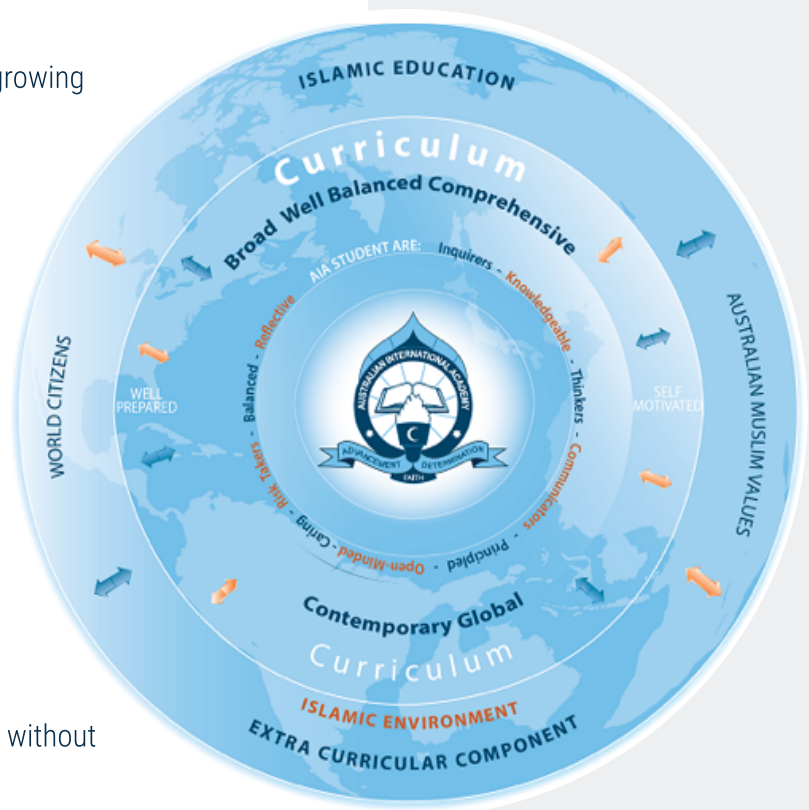 growing
ISLAMIC EDUCATION
Curriculum
Broad Well Balanced Comprehensive
AIA STUDENT ARE: Inquirers - Knowledgeable - Thinkers - Communicators - Principled - Open-Minded - Caring - Risk Takers - Balanced - Reflective
WORLD CITIZENS
WELL
PREPARED
AUSTRALIAN INTERNATIONAL ACADEMY
ADVANCEMENT
DETERMINATION
FAITH
SELF
MOTIVATED
AUSTRALIAN MUSLIM VALUES
Contemporary Global
Curriculum
ISLAMIC ENVIRONMENT
EXTRA CURRICULAR COMPONENT
without